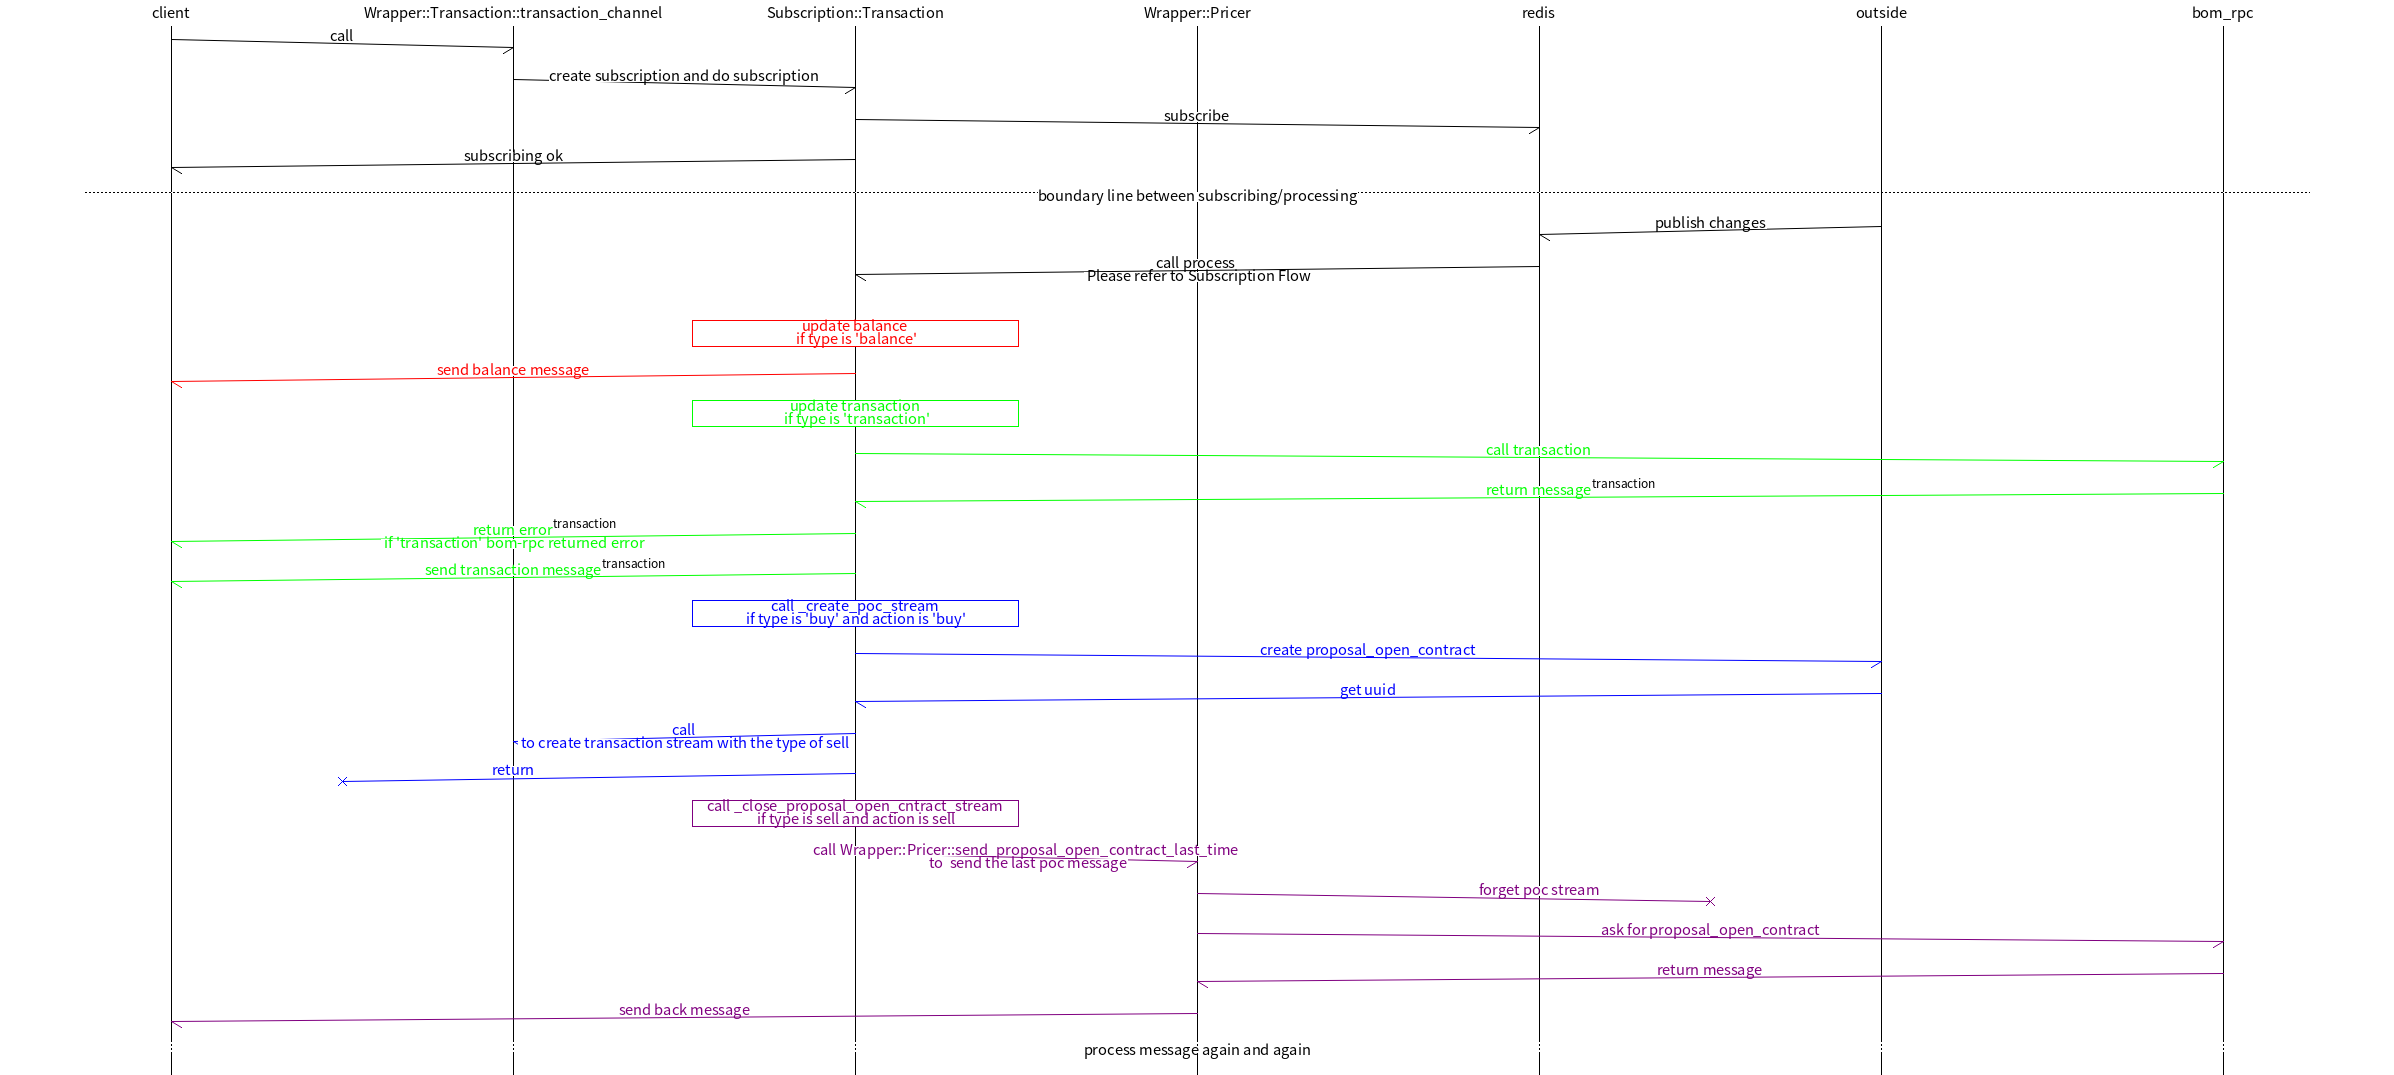 client
Wrapper::Transaction::transaction_channel
Subscription::Transaction
Wrapper::Pricer
redis
outside
bom_rpc
call
create subscription and do subscription
subscribe
subscribing ok
boundary line between subscribing/processing
publish changes
call process
Please refer to Subscription Flow
update balance
if type is 'balance'
send balance message
update transaction
if type is 'transaction'
call transaction
return message transaction
return error transaction
if 'transaction' bom-rpc returned error
send transaction message transaction
call _create_poc_stream
if type is 'buy' and action is 'buy'
create proposal_open_contract
get uuid
call
to create transaction stream with the type of sell
return
call _close_proposal_open_cntract_stream
if type is sell and action is sell
call Wrapper::Pricer::send_proposal_open_contract_last_time
to send the last poc message
forget poc stream
ask for proposal_open_contract
return message
send back message
process message again and again